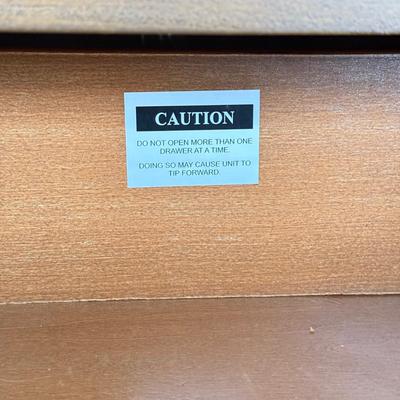 CAUTION
DO NOT OPEN MORE THAN ONE
DRAWER AT A TIME.
DOING SO MAY CAUSE UNIT TO
TIP FORWARD.